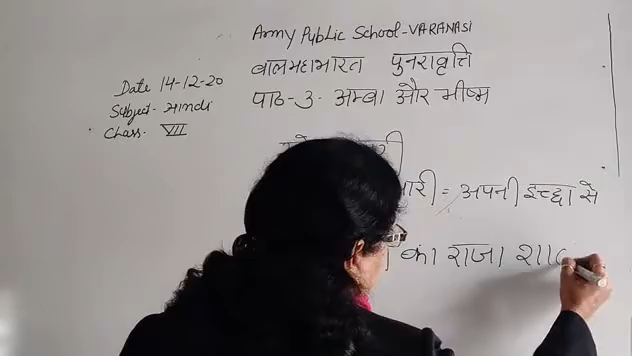 Army Public School-VARANASI
बालमहाभारत पुनरावृत्ति
Date 14-12-20
पाठ-3. अम्बा और भीष्म
Subject- Hindi
Class. VII
री
ारी = अपनी इच्छा से
का राजा शाल